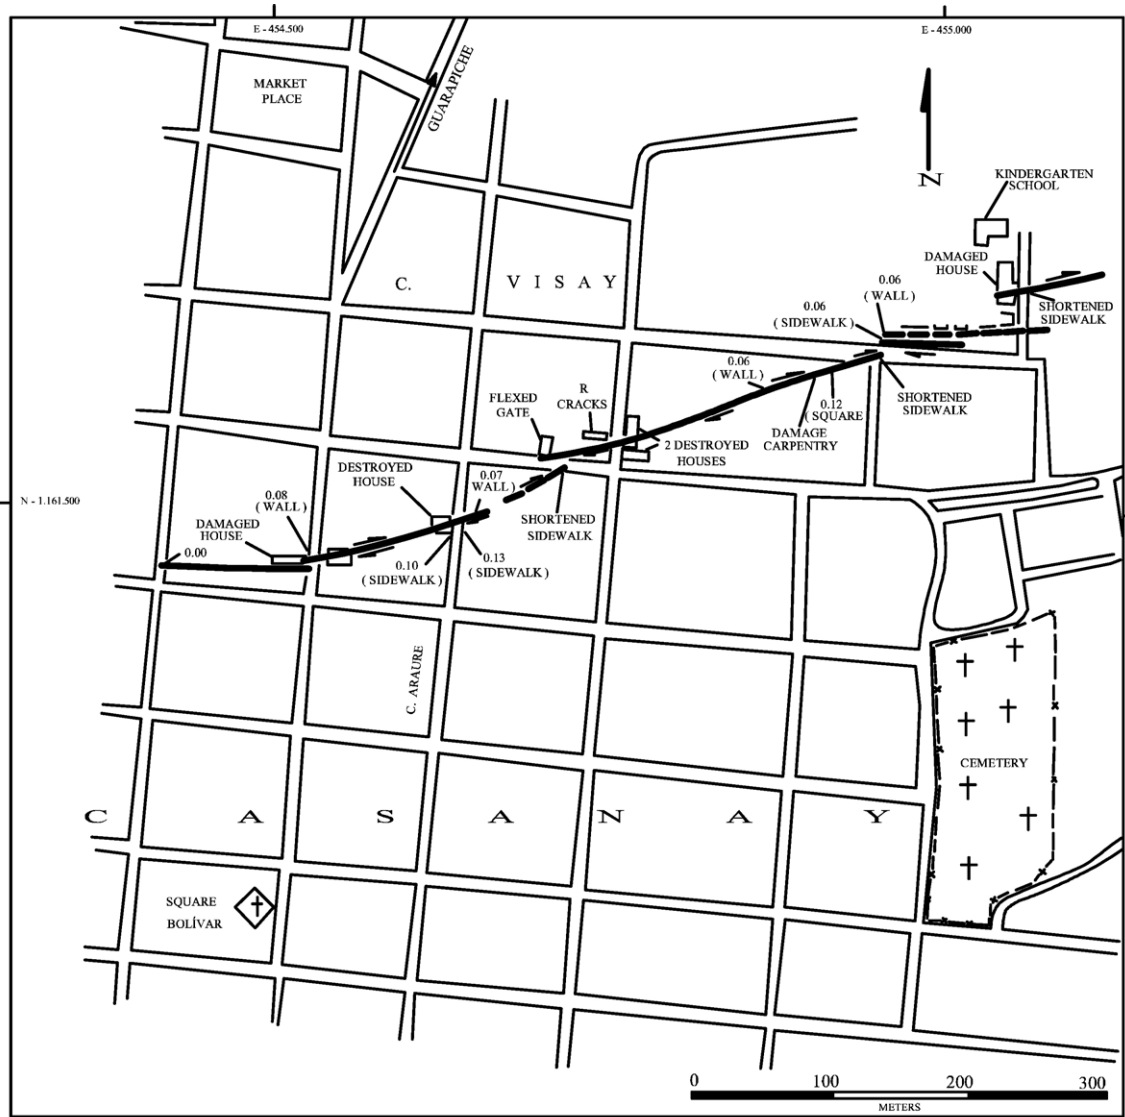 E - 454.500
E - 455.000
MARKET
PLACE
GUARAPICHE
N
KINDERGARTEN
SCHOOL
DAMAGED
HOUSE
C. VISAY
0.06
( WALL )
0.06
( SIDEWALK )
SHORTENED
SIDEWALK
0.06
( WALL )
R
CRACKS
FLEXED
GATE
0.12
( SQUARE
SHORTENED
SIDEWALK
DAMAGE
CARPENTRY
2 DESTROYED
HOUSES
DESTROYED
HOUSE
0.07
WALL )
N - 1.161.500
0.08
( WALL )
DAMAGED
HOUSE
SHORTENED
SIDEWALK
0.00
0.10
( SIDEWALK )
0.13
( SIDEWALK )
C. ARAURE
CEMETERY
C A S A N A Y
SQUARE
BOLÍVAR
0 100 200 300
METERS